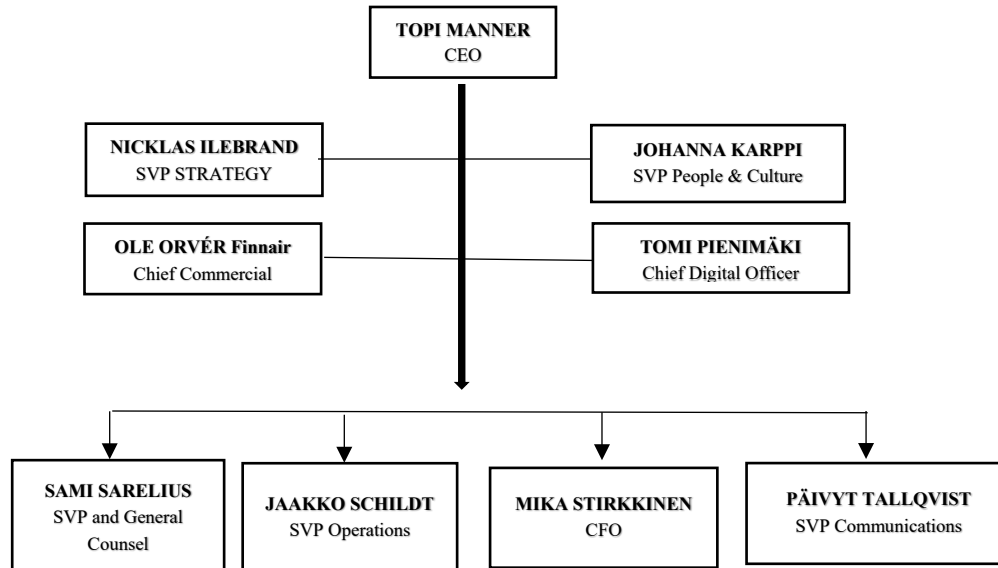 TOPI MANNER
CEO
NICKLAS ILEBRAND
SVP STRATEGY
JOHANNA KARPPI
SVP People & Culture
OLE ORVÉR Finnair
Chief Commercial
TOMI PIENIMÄKI
Chief Digital Officer
SAMI SARELIUS
SVP and General
Counsel
JAAKKO SCHILDT
SVP Operations
MIKA STIRKKINEN
CFO
PÄIVYT TALLQVIST
SVP Communications